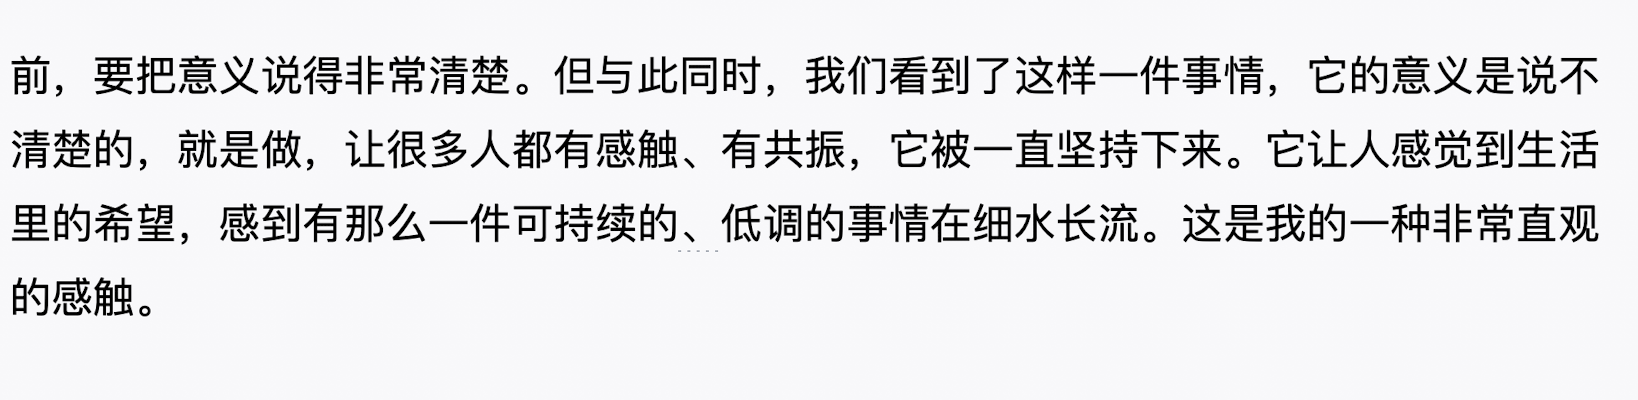 前，要把意义说得非常清楚。但与此同时，我们看到了这样一件事情，它的意义是说不
清楚的，就是做，让很多人都有感触、有共振，它被一直坚持下来。它让人感觉到生活
里的希望，感到有那么一件可持续的、低调的事情在细水长流。这是我的一种非常直观
的感触。